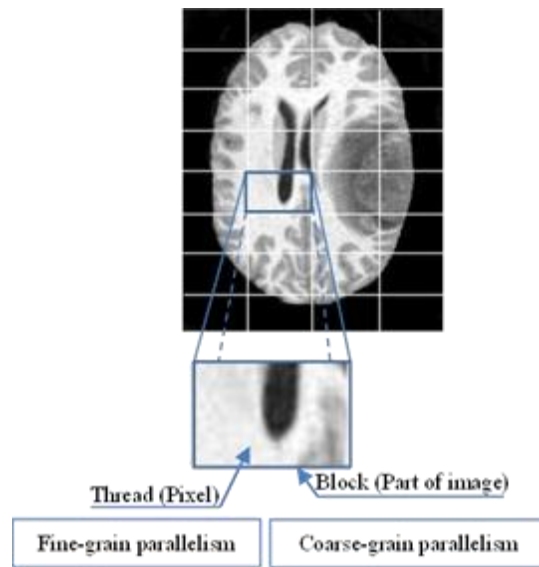 Thread (Pixel)
Block (Part of image)
Fine-grain parallelism
Coarse-grain parallelism